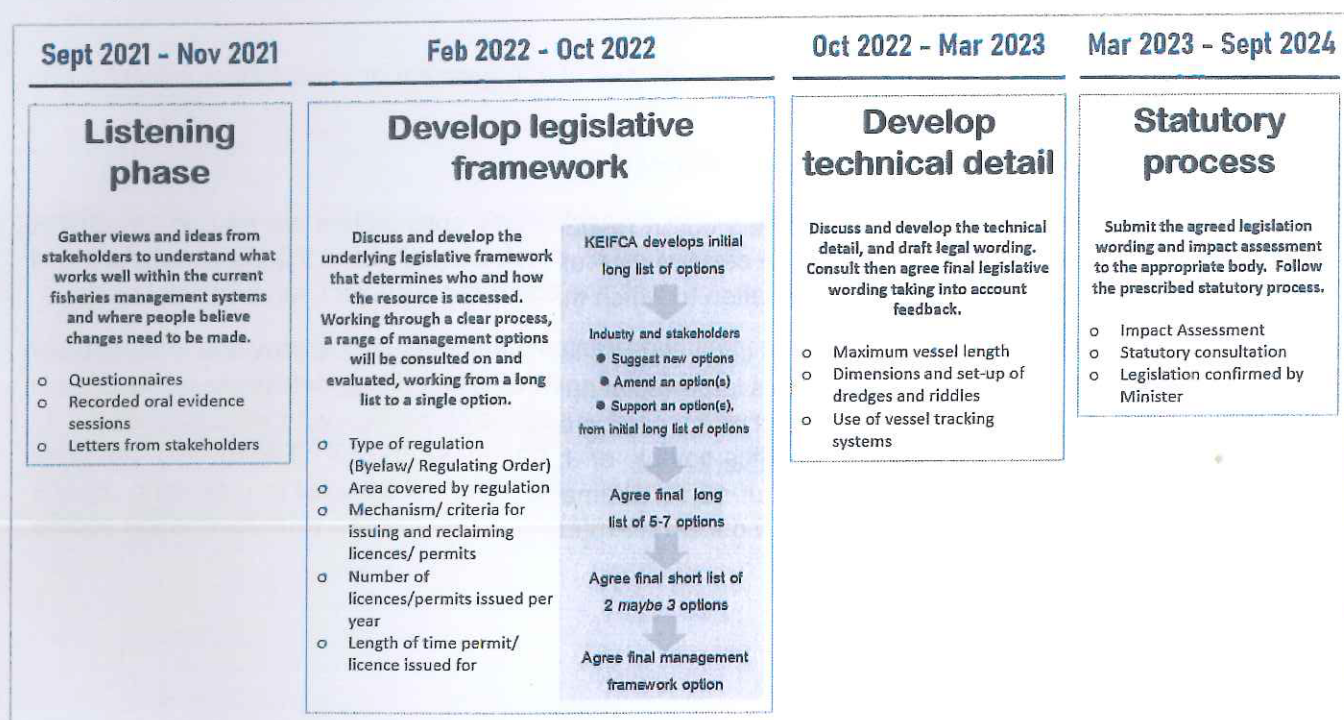 Sept 2021 - Nov 2021
Feb 2022 - Oct 2022
Oct 2022 - Mar 2023
Mar 2023 - Sept 2024
Listening
phase
Gather views and ideas from
stakeholders to understand what
works well within the current
fisheries management systems
and where people believe
changes need to be made.
o Questionnaires
o Recorded oral evidence
sessions
o Letters from stakeholders
Develop legislative
framework
Discuss and develop the
underlying legislative framework
that determines who and how
the resource is accessed.
Working through a clear process,
a range of management options
will be consulted on and
evaluated, working from a long
list to a single option.
o Type of regulation
(Byelaw/ Regulating Order)
o Area covered by regulation
o Mechanism/ criteria for
issuing and reclaiming
licences/ permits
o Number of
licences/permits issued per
year
o Length of time permit/
licence issued for
KEIFCA develops initial
long list of options
Industry and stakeholders
● Suggest new options
● Amend an option(s)
● Support an option(s),
from initial long list of options
Agree final long
list of 5-7 options
Agree final short list of
2 maybe 3 options
Agree final management
framework option
Develop
technical detail
Discuss and develop the technical
detail, and draft legal wording.
Consult then agree final legislative
wording taking into account
feedback.
o Maximum vessel length
o Dimensions and set-up of
dredges and riddles
o Use of vessel tracking
systems
Statutory
process
Submit the agreed legislation
wording and impact assessment
to the appropriate body. Follow
the prescribed statutory process.
o Impact Assessment
o Statutory consultation
o Legislation confirmed by
Minister